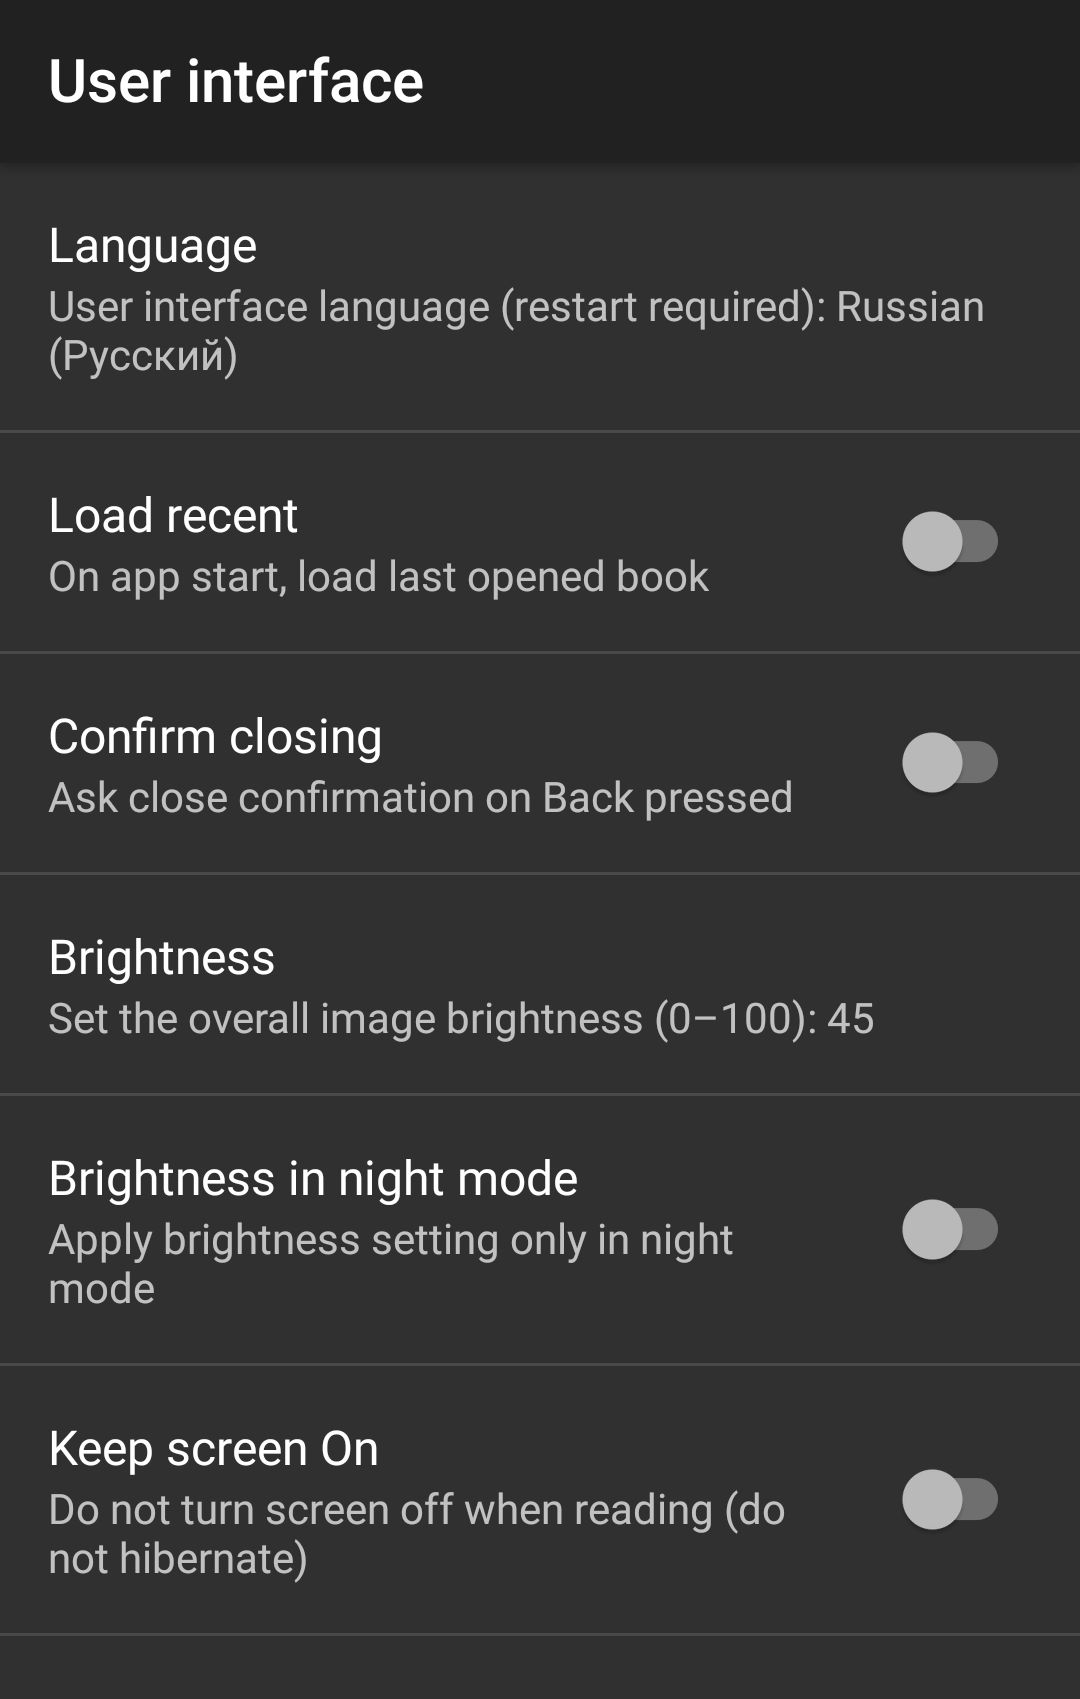 User interface
Language
User interface language (restart required): Russian
(Русский)
Load recent
On app start, load last opened book
Confirm closing
Ask close confirmation on Back pressed
Brightness
Set the overall image brightness (0–100): 45
Brightness in night mode
Apply brightness setting only in night
mode
Keep screen On
Do not turn screen off when reading (do
not hibernate)